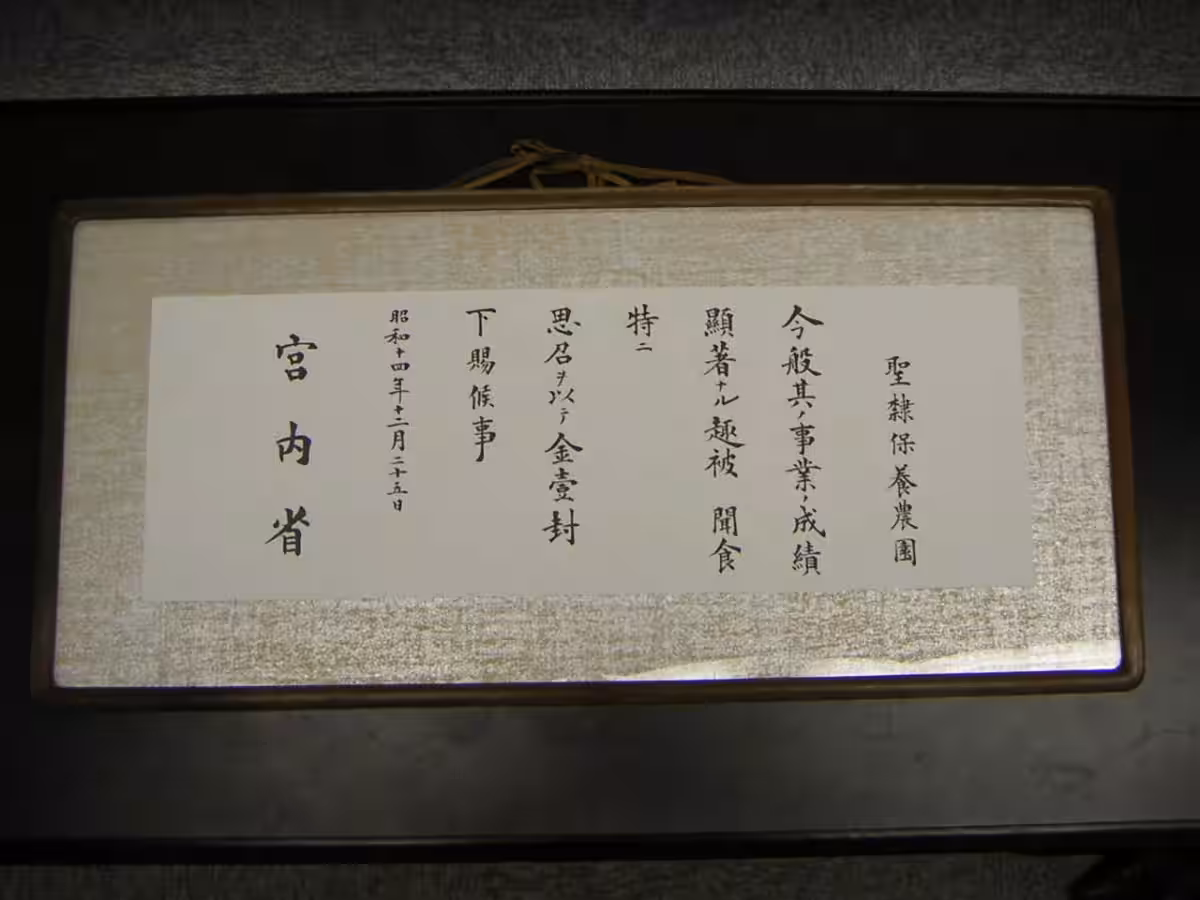 聖隷保養農園
今般其ノ事業ノ成績
顯著ナル趣被 聞食
特ニ
思召ヲ以テ金壹封
下賜候事
昭和十四年十二月二十五日
宮内省